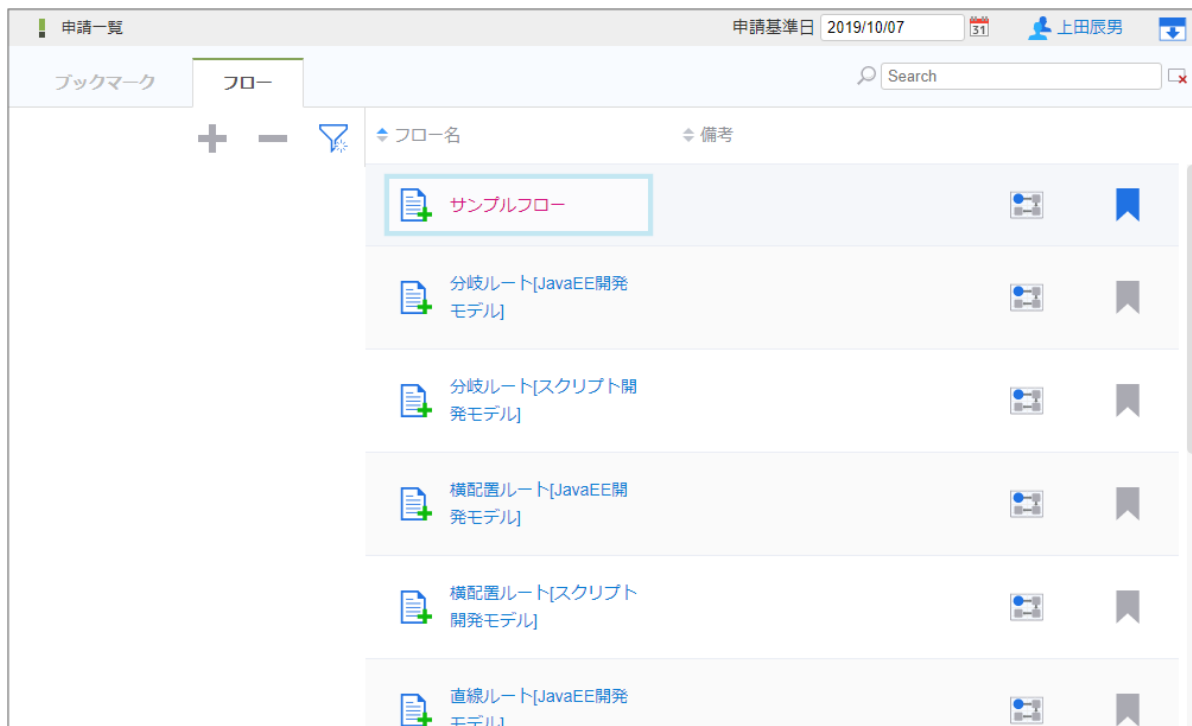 申請一覧 申請基準日 2019/10/07 31 上田辰男
ブックマーク フロー Search
フロー名 備考
サンプルフロー
分岐ルート[JavaEE開発
モデル]
分岐ルート[スクリプト開
発モデル]
横配置ルート[JavaEE開
発モデル]
横配置ルート[スクリプト
開発モデル]
直線ルート[JavaEE開発
モデル]